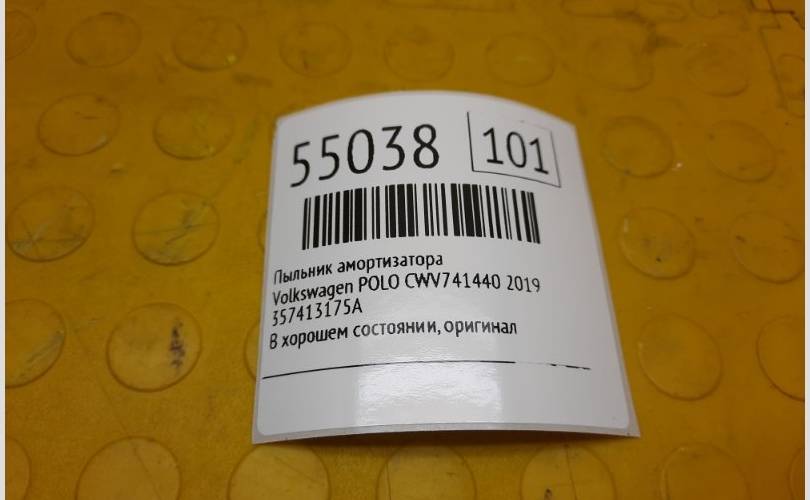 55038 101
Пыльник амортизатора
Volkswagen POLO CWV741440 2019
357413175A
В хорошем состоянии, оригинал